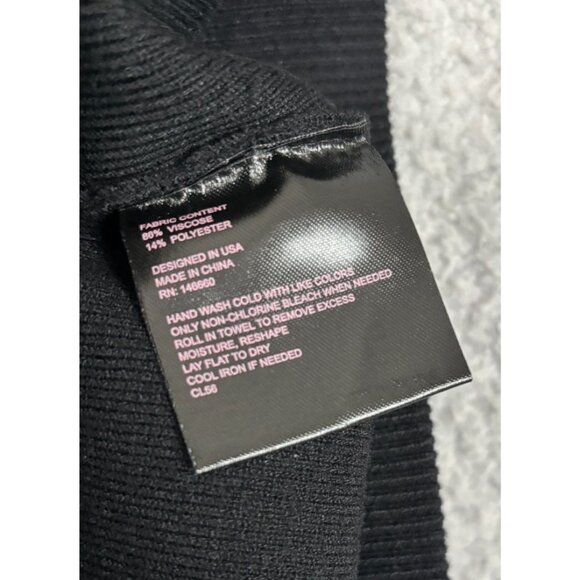 FABRIC CONTENT
86% VISCOSE
14% POLYESTER
DESIGNED IN USA
MADE IN CHINA
RN: 146660
HAND WASH COLD WITH LIKE COLORS
ONLY NON-CHLORINE BLEACH WHEN NEEDED
ROLL IN TOWEL TO REMOVE EXCESS
MOISTURE, RESHAPE
LAY FLAT TO DRY
COOL IRON IF NEEDED
CL58